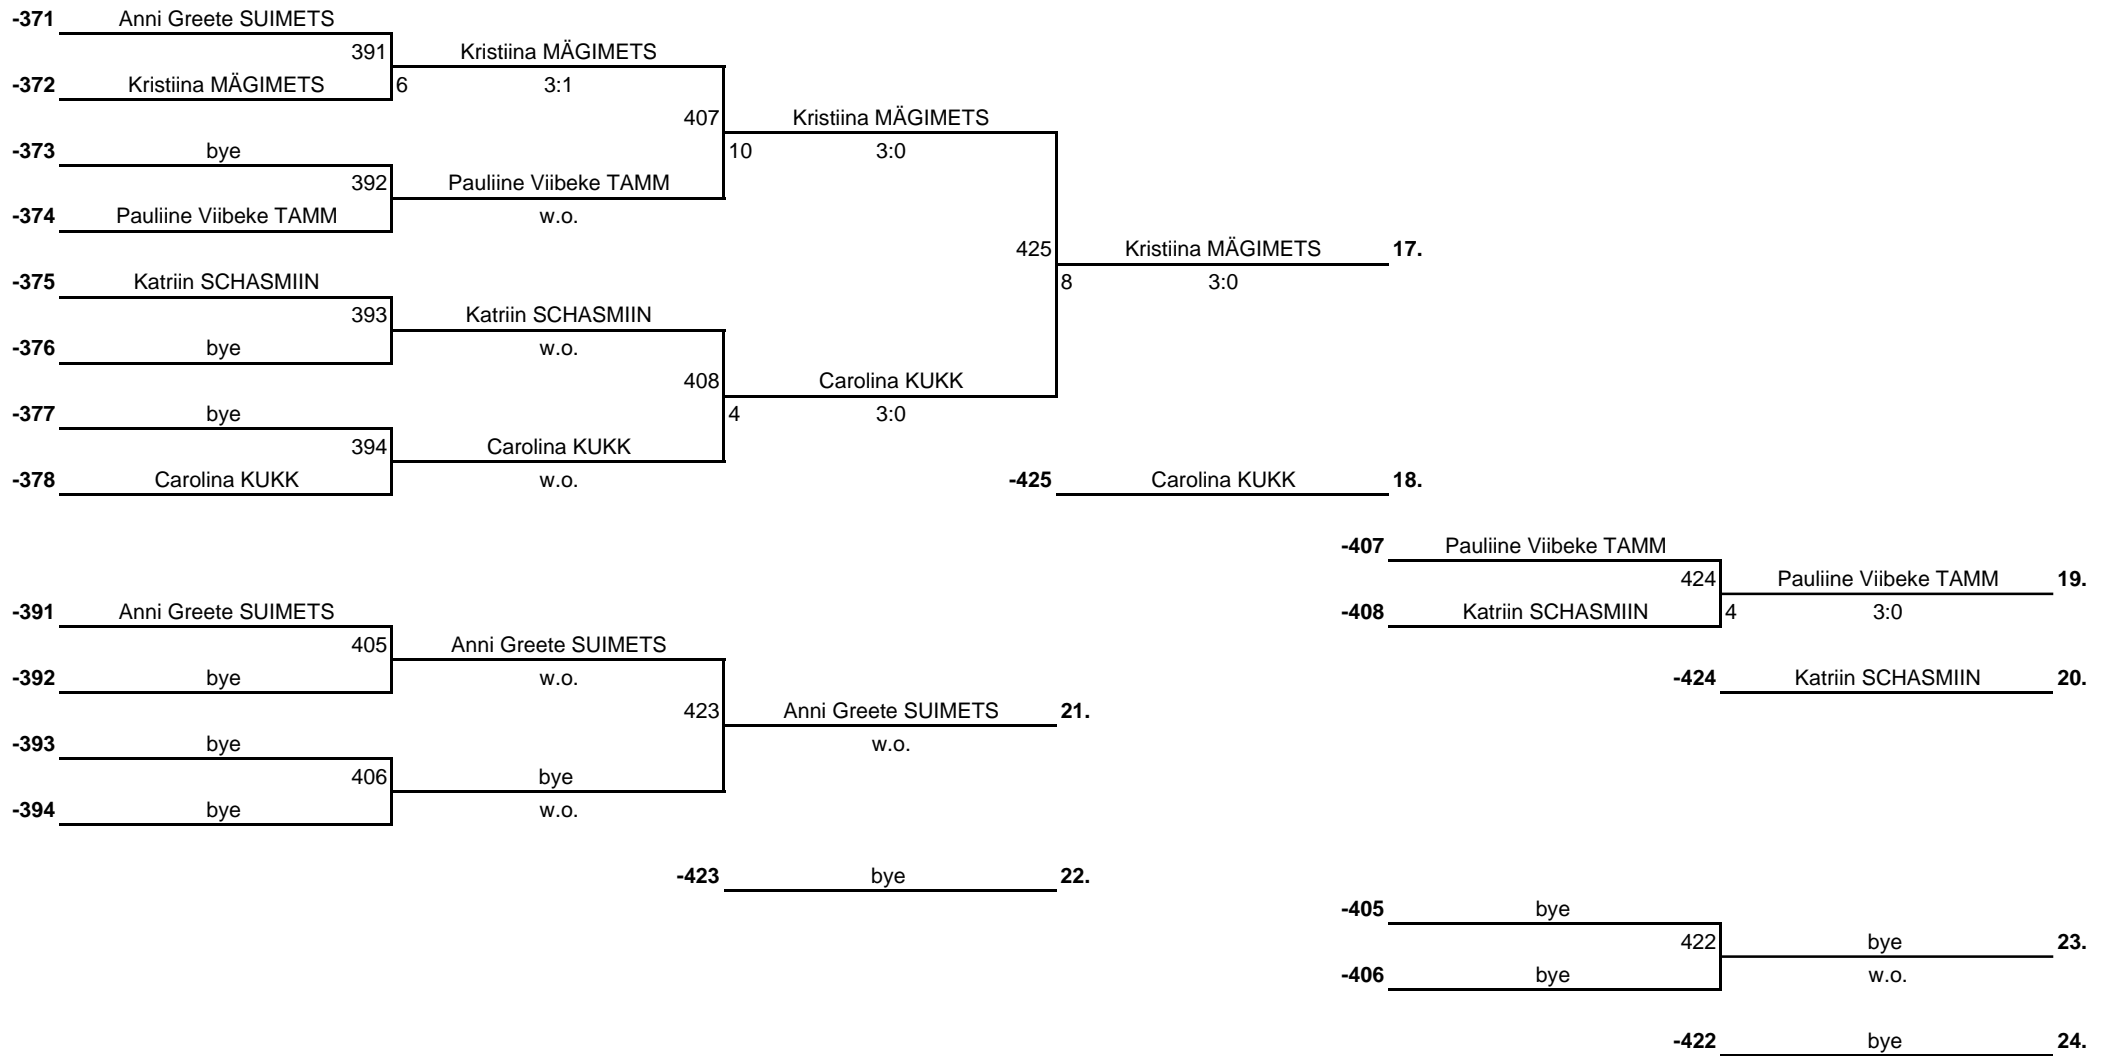 -371 Anni Greete SUIMETS
391 Kristiina MÄGIMETS
-372 Kristiina MÄGIMETS 6 3:1
407 Kristiina MÄGIMETS
-373 bye 10 3:0
392 Pauliine Viibeke TAMM
-374 Pauliine Viibeke TAMM w.o.
425 Kristiina MÄGIMETS 17.
-375 Katriin SCHASMIIN 8 3:0
393 Katriin SCHASMIIN
-376 bye w.o.
408 Carolina KUKK
-377 bye 4 3:0
394 Carolina KUKK
-378 Carolina KUKK w.o. -425 Carolina KUKK 18.
-407 Pauliine Viibeke TAMM
424 Pauliine Viibeke TAMM 19.
-391 Anni Greete SUIMETS -408 Katriin SCHASMIIN 4 3:0
405 Anni Greete SUIMETS
-392 bye w.o. -424 Katriin SCHASMIIN 20.
423 Anni Greete SUIMETS 21.
-393 bye w.o.
406 bye
-394 bye w.o.
-423 bye 22.
-405 bye
422 bye 23.
-406 bye w.o.
-422 bye 24.